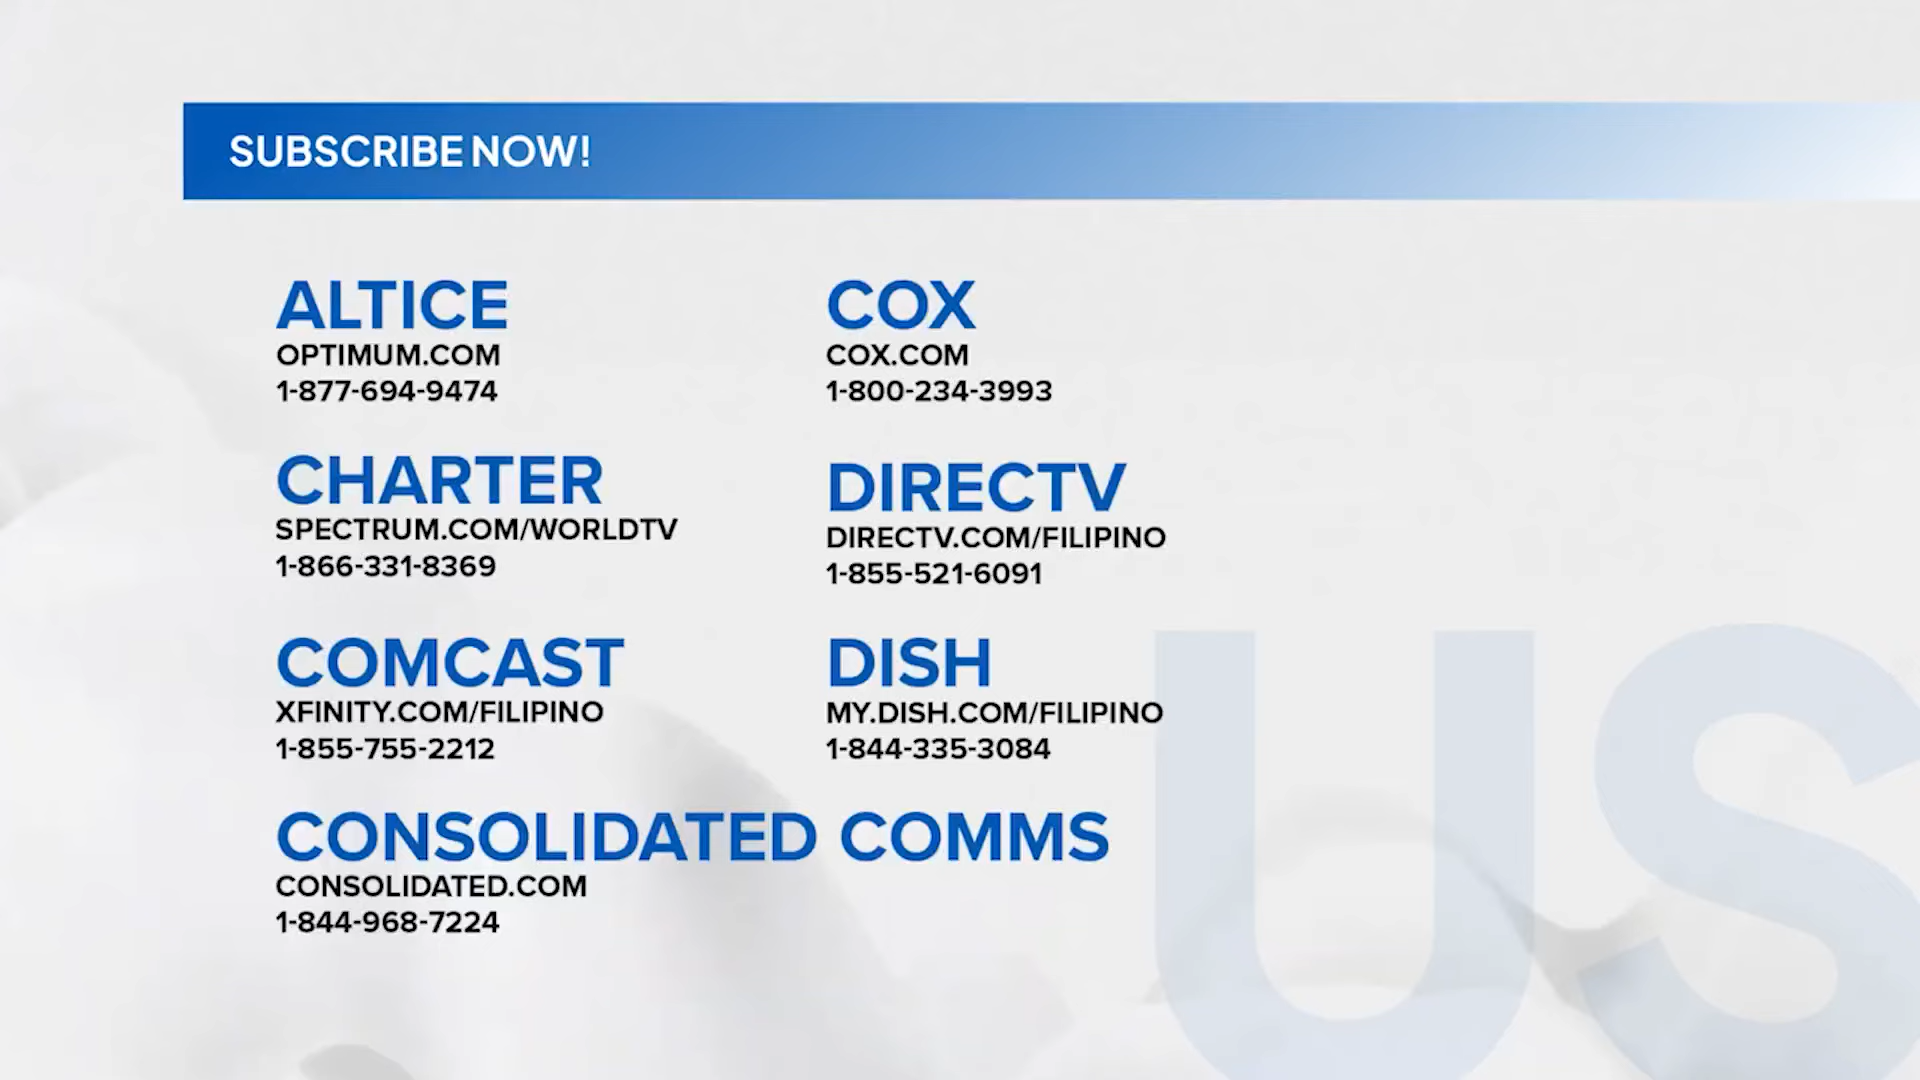 SUBSCRIBE NOW!
ALTICE
OPTIMUM.COM
1-877-694-9474
CHARTER
SPECTRUM.COM/WORLDTV
1-866-331-8369
COMCAST
XFINITY.COM/FILIPINO
1-855-755-2212
CONSOLIDATED COMMS
CONSOLIDATED.COM
1-844-968-7224
COX
COX.COM
1-800-234-3993
DIRECTV
DIRECTV.COM/FILIPINO
1-855-521-6091
DISH
MY.DISH.COM/FILIPINO
1-844-335-3084
US